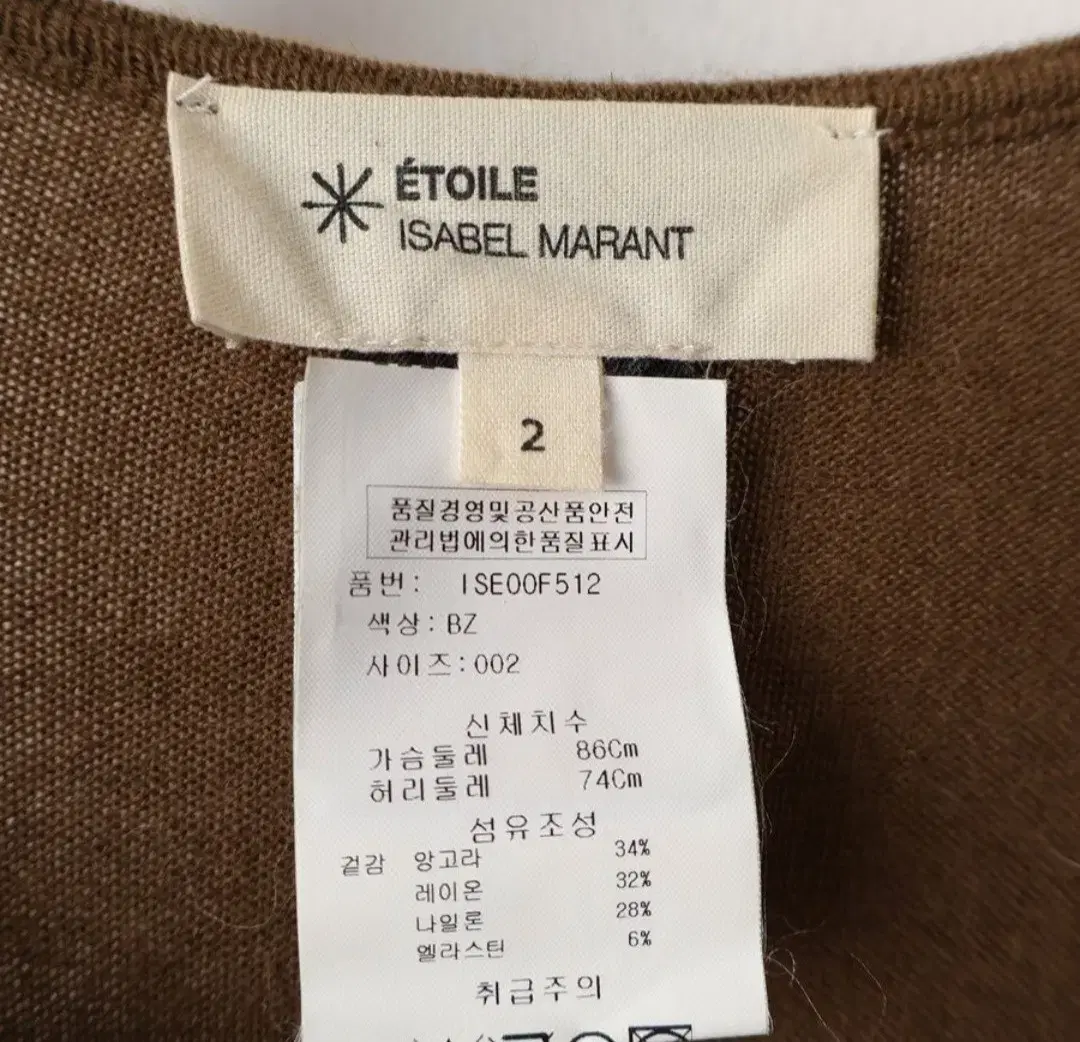 ÉTOILE
ISABEL MARANT
2
품질경영및공산품안전
관리법에의한품질표시
품번: ISE00F512
색상:BZ
사이즈:002
신체치수
가슴둘레 86Cm
허리둘레 74Cm
섬유조성
겉감 앙고라 34%
레이온 32%
나일론 28%
엘라스틴 6%
취급주의